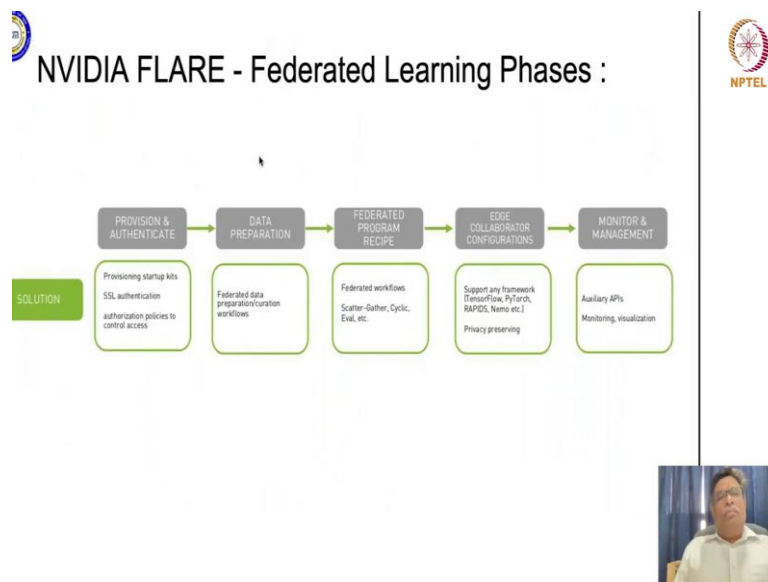 NVIDIA FLARE - Federated Learning Phases :
NPTEL
PROVISION &
AUTHENTICATE
DATA
PREPARATION
FEDERATED
PROGRAM
RECIPE
EDGE
COLLABORATOR
CONFIGURATIONS
MONITOR &
MANAGEMENT
SOLUTION
Provisioning startup kits
SSL authentication
authorization policies to
control access
Federated data
preparation/curation
workflows
Federated workflows
Scatter-Gather, Cyclic,
Eval, etc.
Support any framework
(TensorFlow, PyTorch,
RAPIDS, Nemo etc.)
Privacy preserving
Auxiliary APIs
Monitoring, visualization